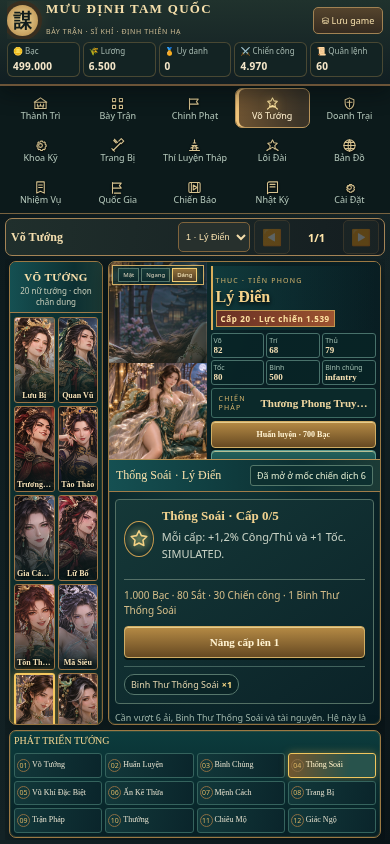 謀
MƯU ĐỊNH TAM QUỐC
BÀY TRẬN · SĨ KHÍ · ĐỊNH THIÊN HẠ
Lưu game
Bạc
499.000
Lương
6.500
Uy danh
0
Chiến công
4.970
Quân lệnh
60
Thành Trì
Bày Trận
Chinh Phạt
Võ Tướng
Doanh Trại
Khoa Kỹ
Trang Bị
Thí Luyện Tháp
Lôi Đài
Bản Đồ
Nhiệm Vụ
Quốc Gia
Chiến Báo
Nhật Ký
Cài Đặt
Võ Tướng
1 · Lý Điển
1/1
VÕ TƯỚNG
20 nữ tướng · chọn
chân dung
Lưu Bị
Quan Vũ
Trương…
Tào Tháo
Gia Cá…
Lữ Bố
Tôn Th…
Mã Siêu
Mặt
Ngang
Dáng
THỤC · TIÊN PHONG
Lý Điển
Cấp 20 · Lực chiến 1.539
Võ
82
Trí
68
Thủ
79
Tốc
80
Binh
500
Binh chủng
infantry
CHIẾN
PHÁP
Thương Phong Truy…
Huấn luyện · 700 Bạc
Thống Soái · Lý Điển
Đã mở ở mốc chiến dịch 6
Thống Soái · Cấp 0/5
Mỗi cấp: +1,2% Công/Thủ và +1 Tốc.
SIMULATED.
1.000 Bạc · 80 Sắt · 30 Chiến công · 1 Binh Thư
Thống Soái
Nâng cấp lên 1
Binh Thư Thống Soái ×1
Cần vượt 6 ải, Binh Thư Thống Soái và tài nguyên. Hệ này là
PHÁT TRIỂN TƯỚNG
01 Võ Tướng
02 Huấn Luyện
03 Binh Chủng
04 Thống Soái
05 Vũ Khí Đặc Biệt
06 Ấn Kế Thừa
07 Mệnh Cách
08 Trang Bị
09 Trận Pháp
10 Thưởng
11 Chiêu Mộ
12 Giác Ngộ